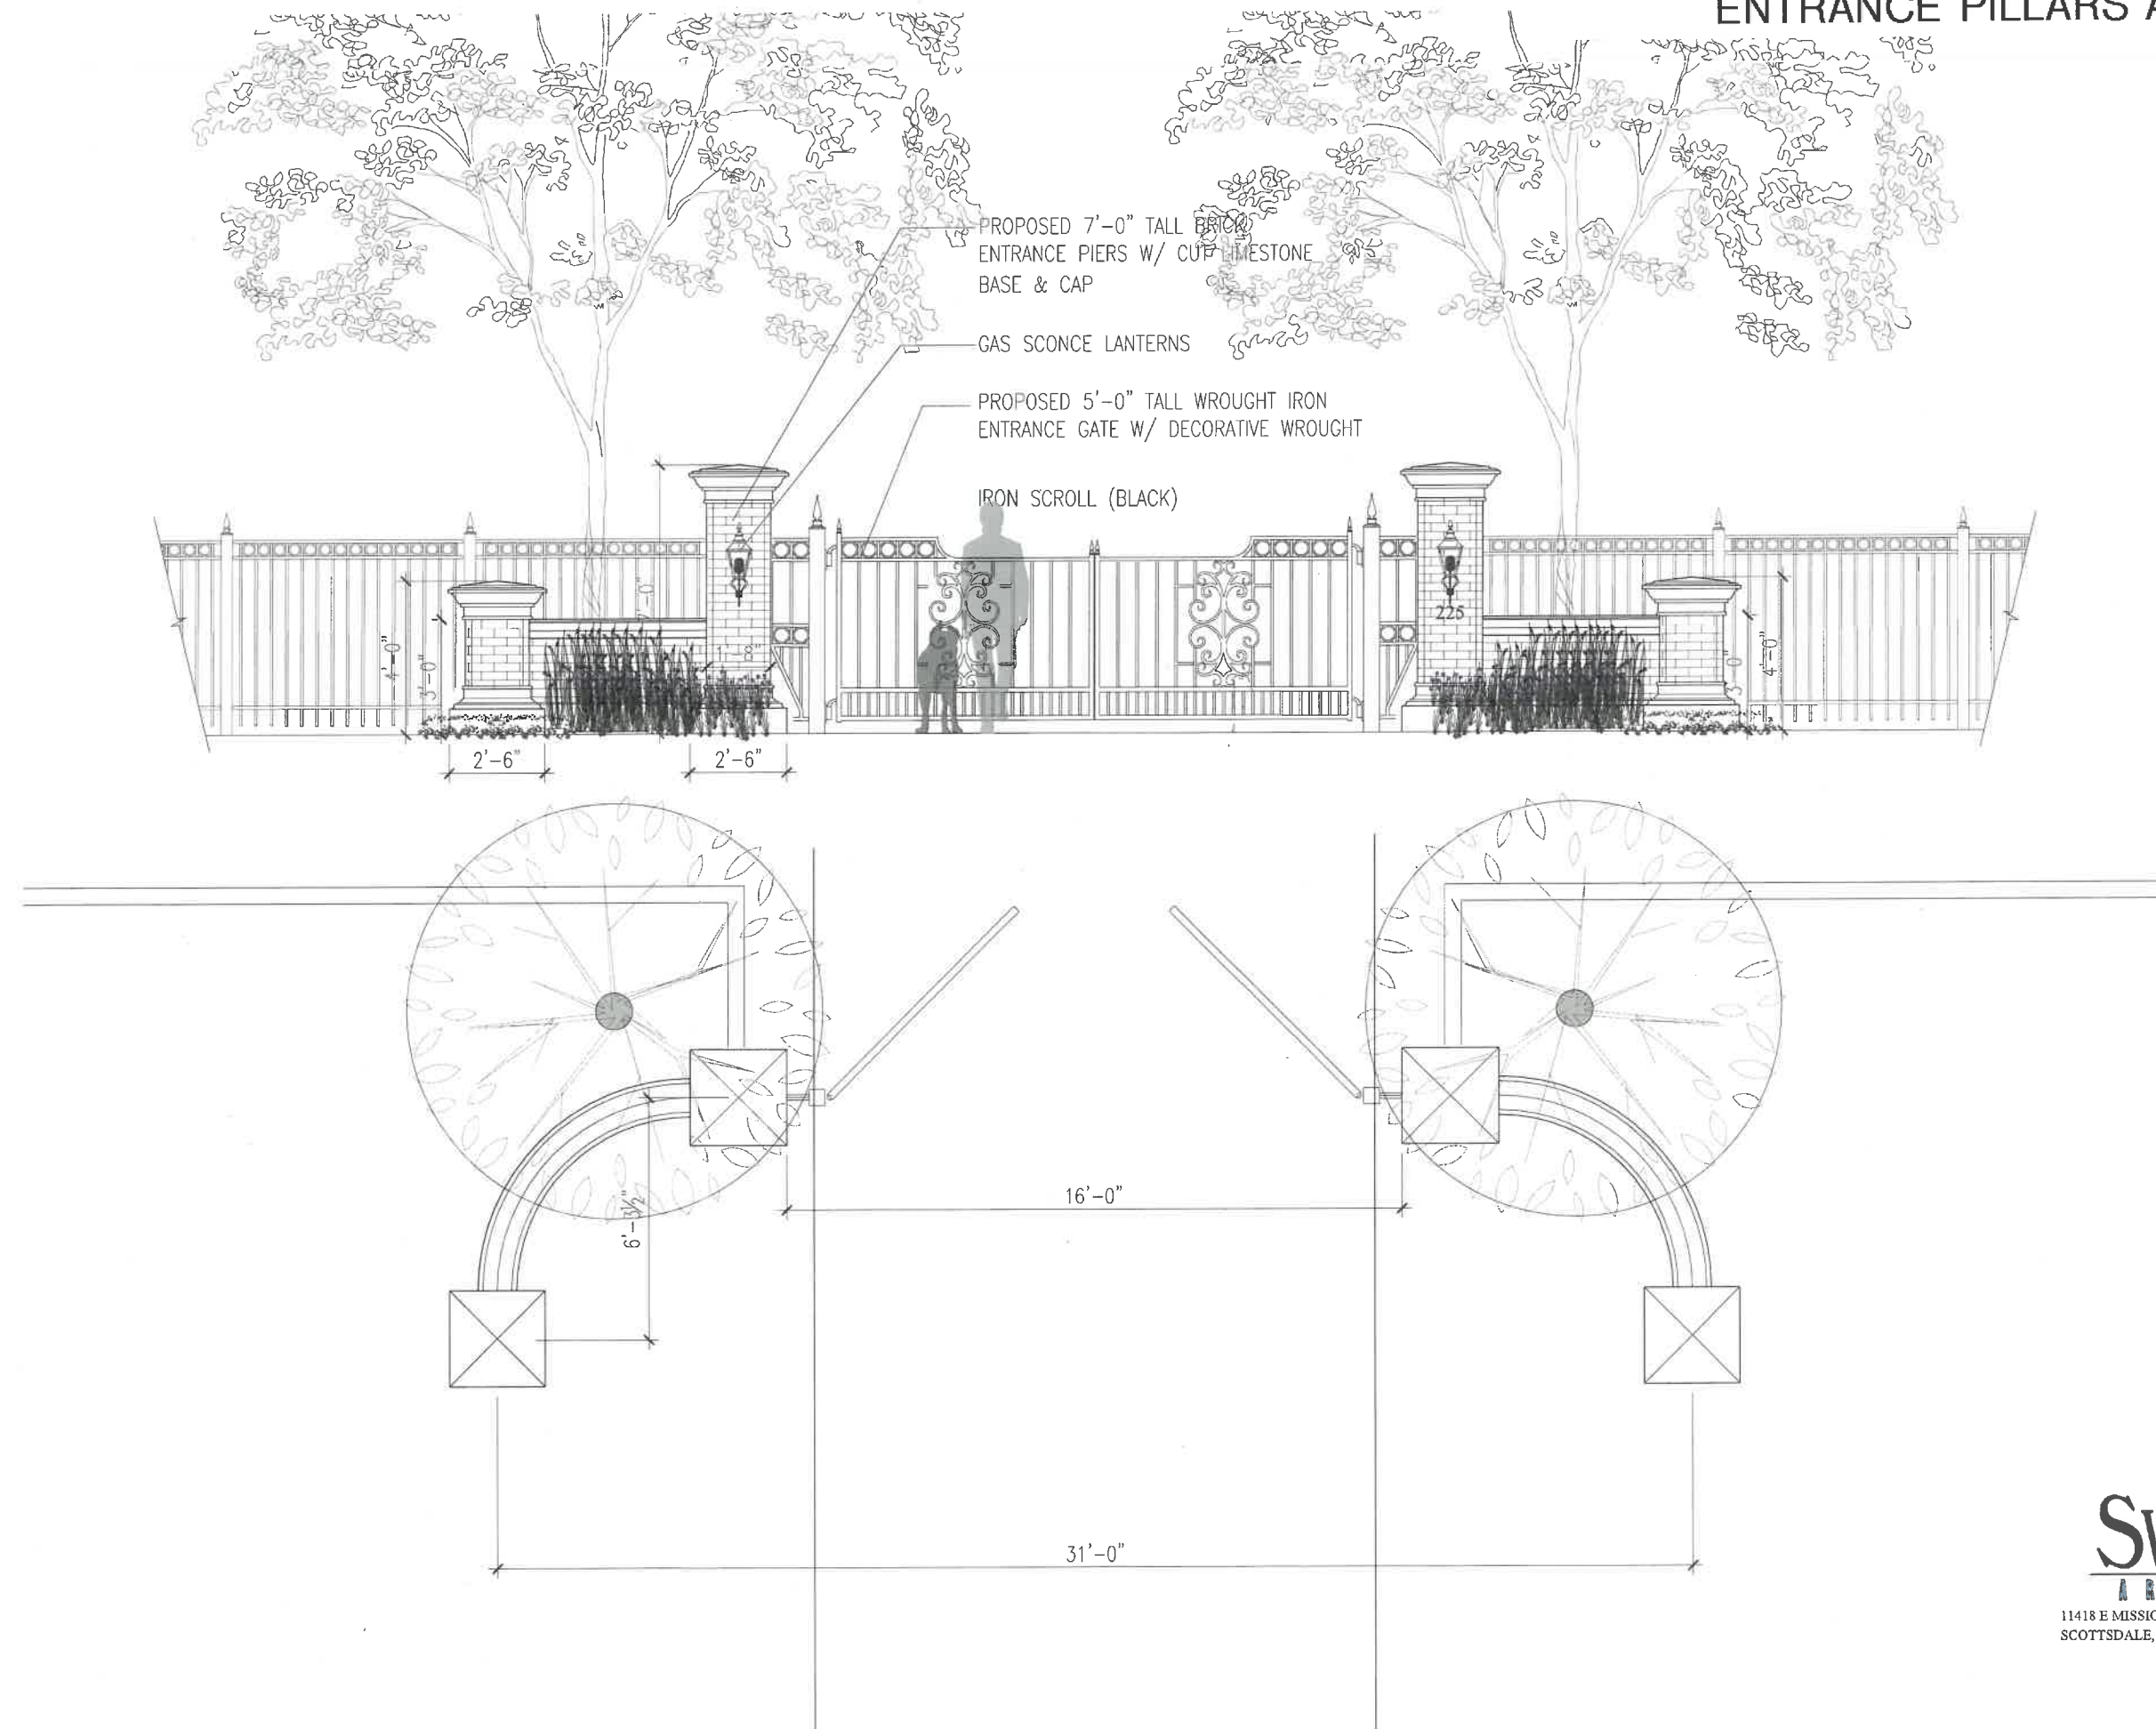 ENTRANCE PILLARS A
PROPOSED 7'-0" TALL BRICK
ENTRANCE PIERS W/ CUT LIMESTONE
BASE & CAP
GAS SCONCE LANTERNS
PROPOSED 5'-0" TALL WROUGHT IRON
ENTRANCE GATE W/ DECORATIVE WROUGHT
IRON SCROLL (BLACK)
225
1'-8"
4'-0"
3'-0"
4'-0"
2'-6"
2'-6"
16'-0"
6'-3½"
31'-0"
11418 E MISSIO
SCOTTSDALE,